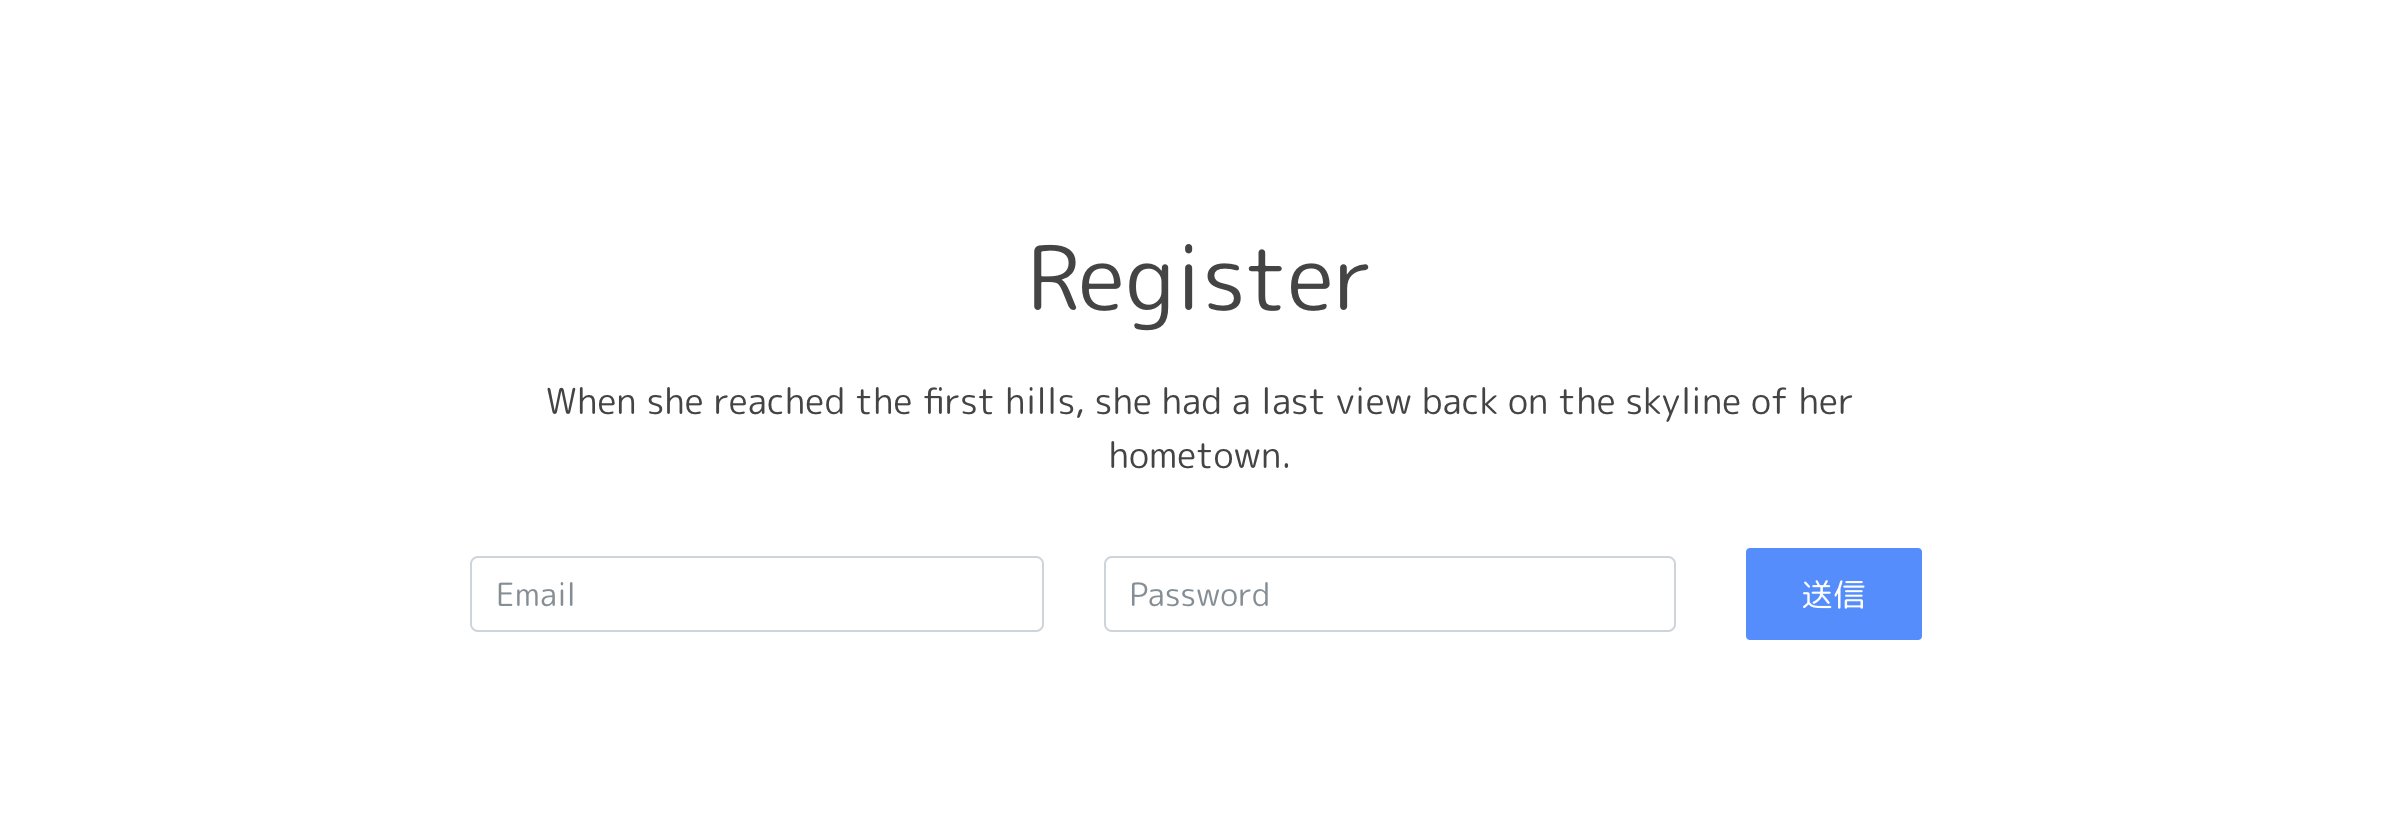 Register
When she reached the first hills, she had a last view back on the skyline of her
hometown.
Email
Password
送信